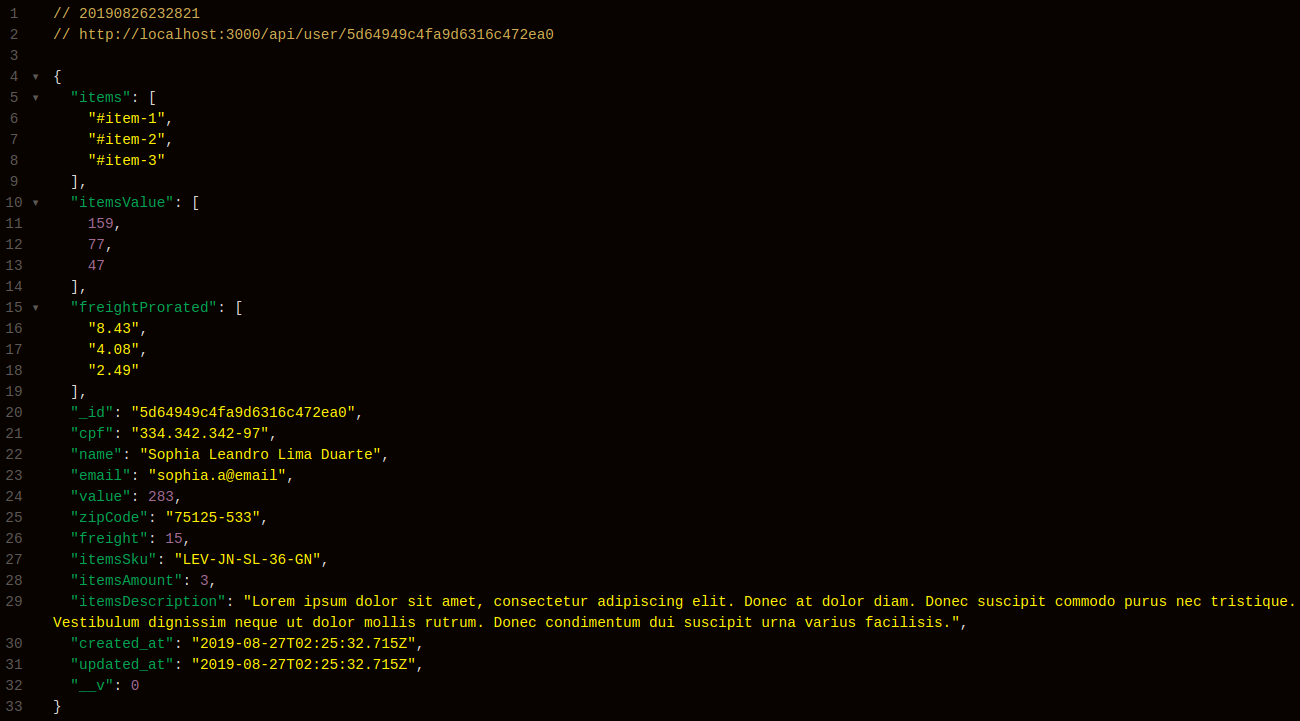 1 // 20190826232821
2 // http://localhost:3000/api/user/5d64949c4fa9d6316c472ea0
3
4 ▼ {
5 ▼ "items": [
6 "#item-1",
7 "#item-2",
8 "#item-3"
9 ],
10 ▼ "itemsValue": [
11 159,
12 77,
13 47
14 ],
15 ▼ "freightProrated": [
16 "8.43",
17 "4.08",
18 "2.49"
19 ],
20 "_id": "5d64949c4fa9d6316c472ea0",
21 "cpf": "334.342.342-97",
22 "name": "Sophia Leandro Lima Duarte",
23 "email": "sophia.a@email",
24 "value": 283,
25 "zipCode": "75125-533",
26 "freight": 15,
27 "itemsSku": "LEV-JN-SL-36-GN",
28 "itemsAmount": 3,
29 "itemsDescription": "Lorem ipsum dolor sit amet, consectetur adipiscing elit. Donec at dolor diam. Donec suscipit commodo purus nec tristique.
Vestibulum dignissim neque ut dolor mollis rutrum. Donec condimentum dui suscipit urna varius facilisis.",
30 "created_at": "2019-08-27T02:25:32.715Z",
31 "updated_at": "2019-08-27T02:25:32.715Z",
32 "__v": 0
33 }